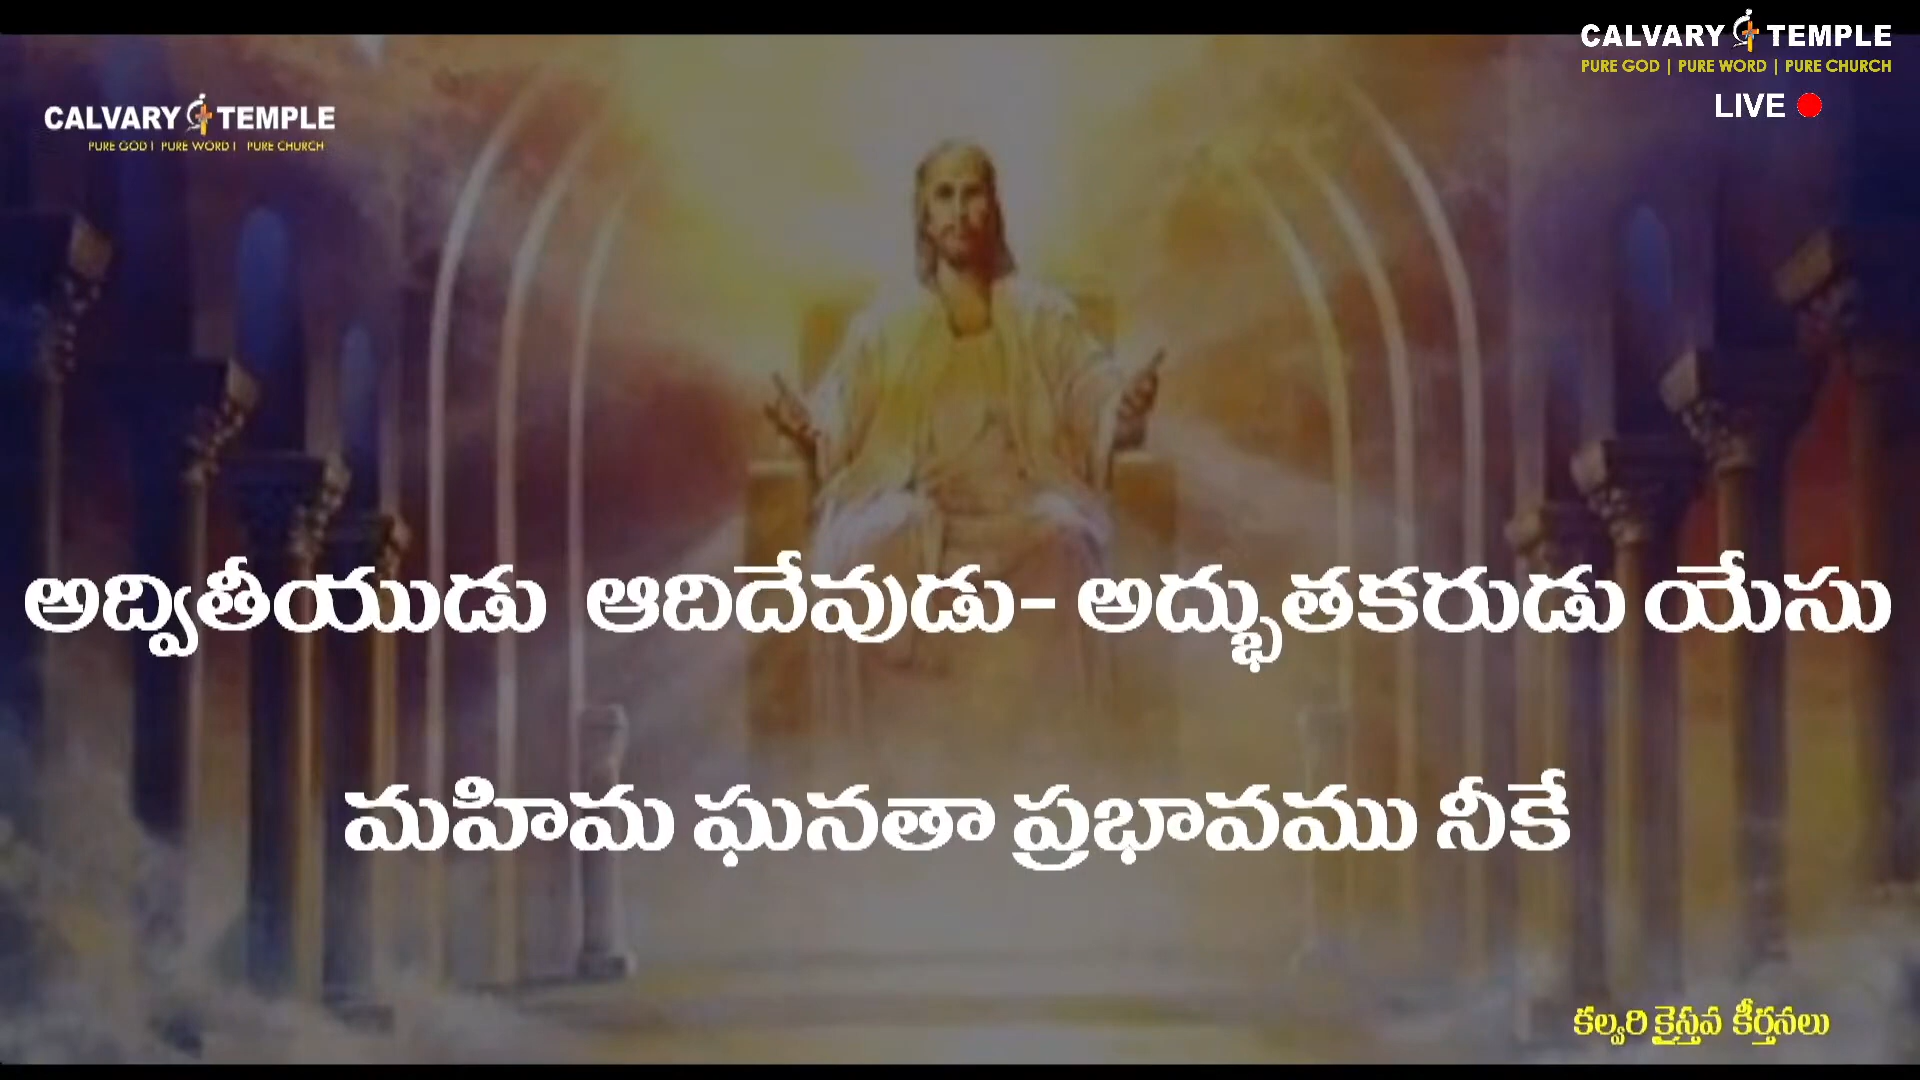 CALVARY TEMPLE
PURE GOD | PURE WORD | PURE CHURCH
LIVE
CALVARY TEMPLE
PURE GOD | PURE WORD | PURE CHURCH
అద్వితీయుడు ఆదిదేవుడు- అద్భుతకరుడు యేసు
మహిమ ఘనతా ప్రభావము నీకే
కల్వరి క్రైస్తవ కీర్తనలు